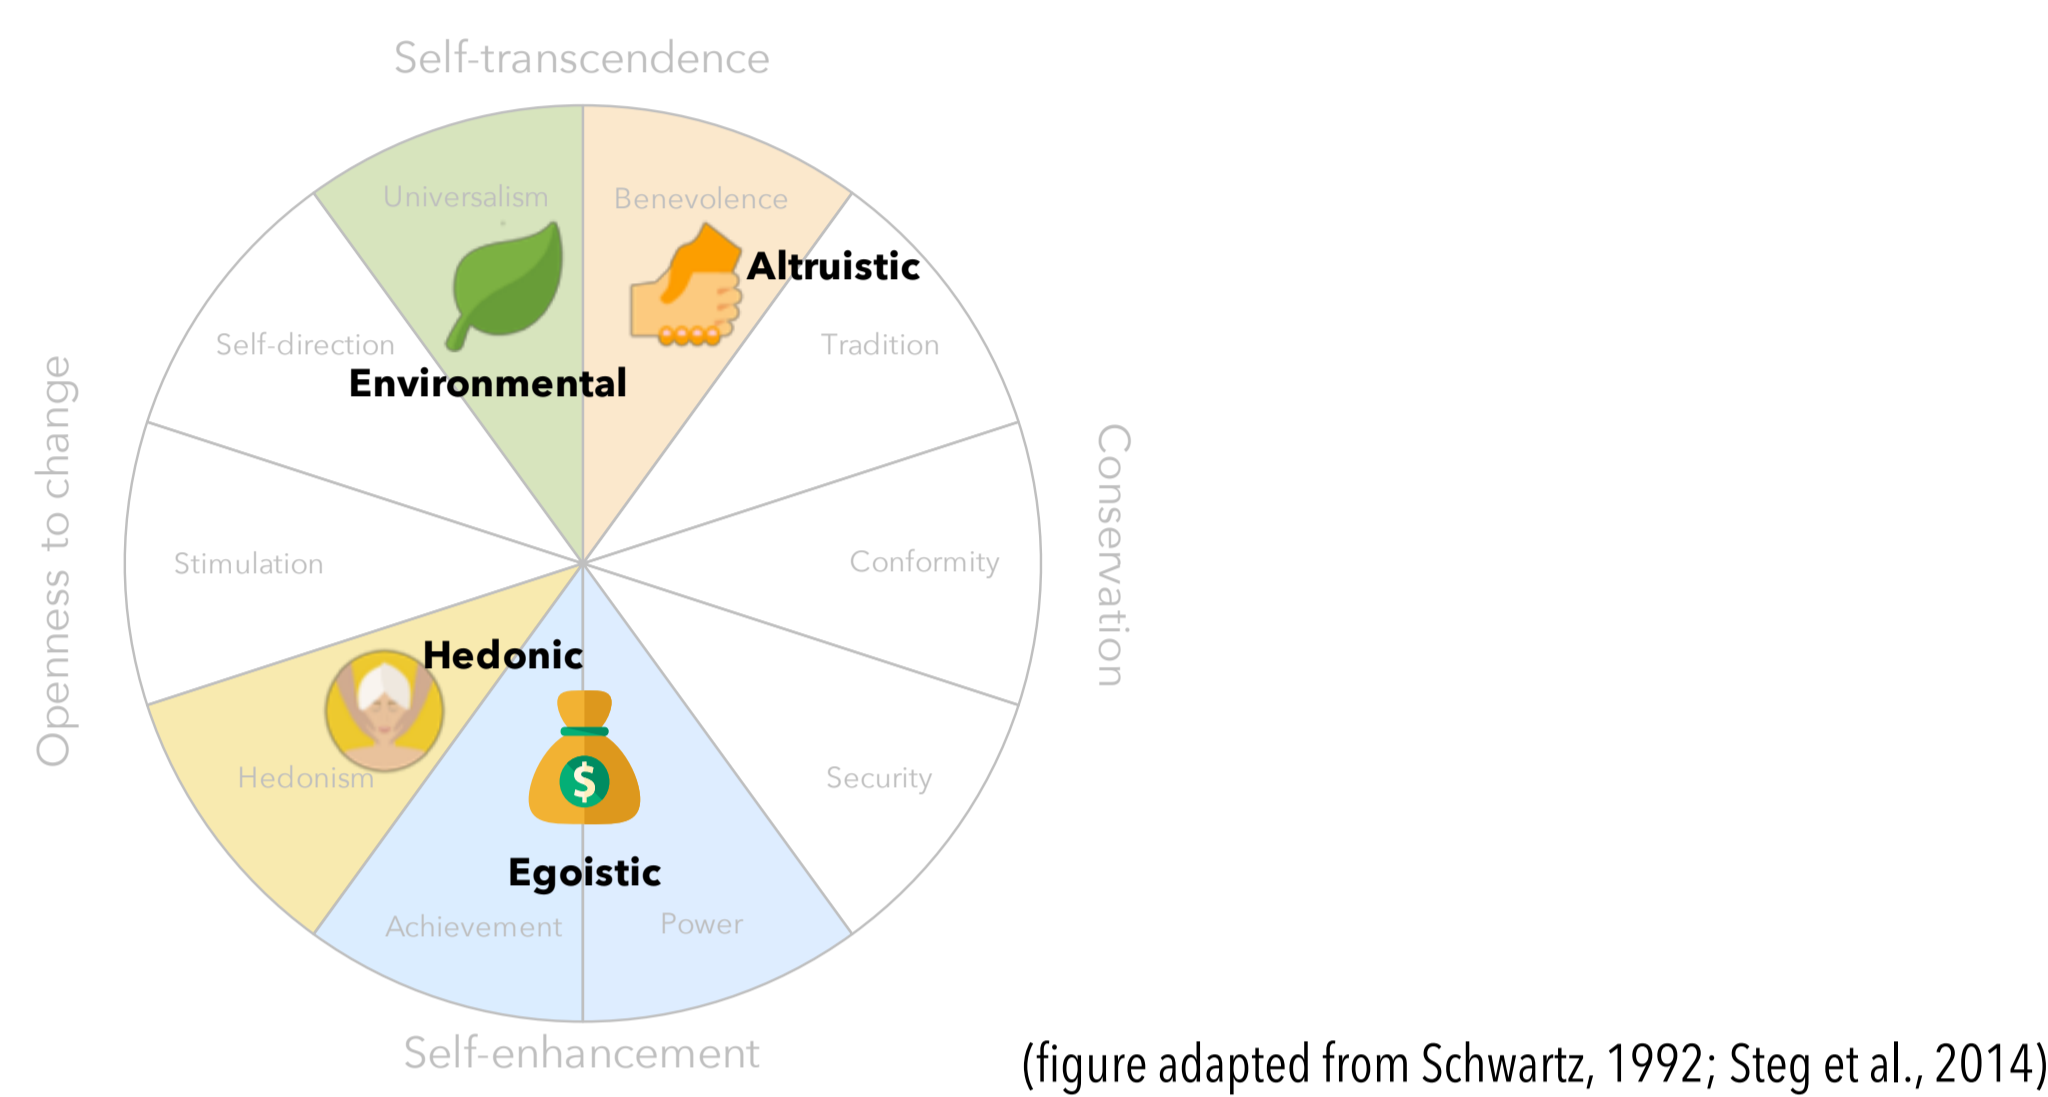 Self-transcendence
Universalism
Benevolence
Altruistic
Self-direction
Tradition
Environmental
Openness to change
Conservation
Stimulation
Conformity
Hedonic
Hedonism
$
Security
Egoistic
Achievement
Power
Self-enhancement
(figure adapted from Schwartz, 1992; Steg et al., 2014)